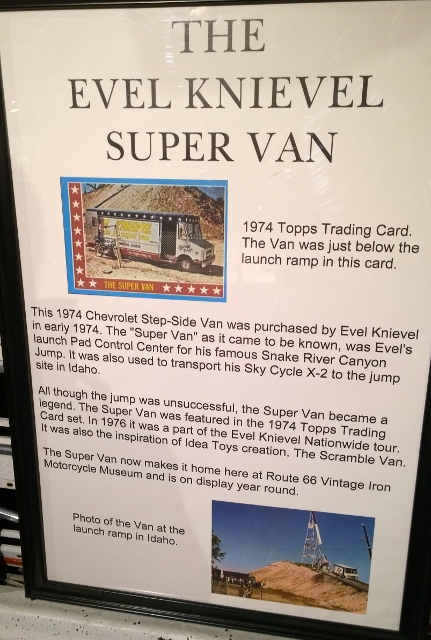 THE
EVEL KNIEVEL
SUPER VAN
1974 Topps Trading Card.
The Van was just below the
launch ramp in this card.
THE SUPER VAN
This 1974 Chevrolet Step-Side Van was purchased by Evel Knievel
in early 1974. The "Super Van" as it came to be known, was Evel's
launch Pad Control Center for his famous Snake River Canyon
Jump. It was also used to transport his Sky Cycle X-2 to the jump
site in Idaho.
All though the jump was unsuccessful, the Super Van became a
legend. The Super Van was featured in the 1974 Topps Trading
Card set. In 1976 it was a part of the Evel Knievel Nationwide tour.
It was also the inspiration of Idea Toys creation, The Scramble Van.
The Super Van now makes it home here at Route 66 Vintage Iron
Motorcycle Museum and is on display year round.
Photo of the Van at the
launch ramp in Idaho.